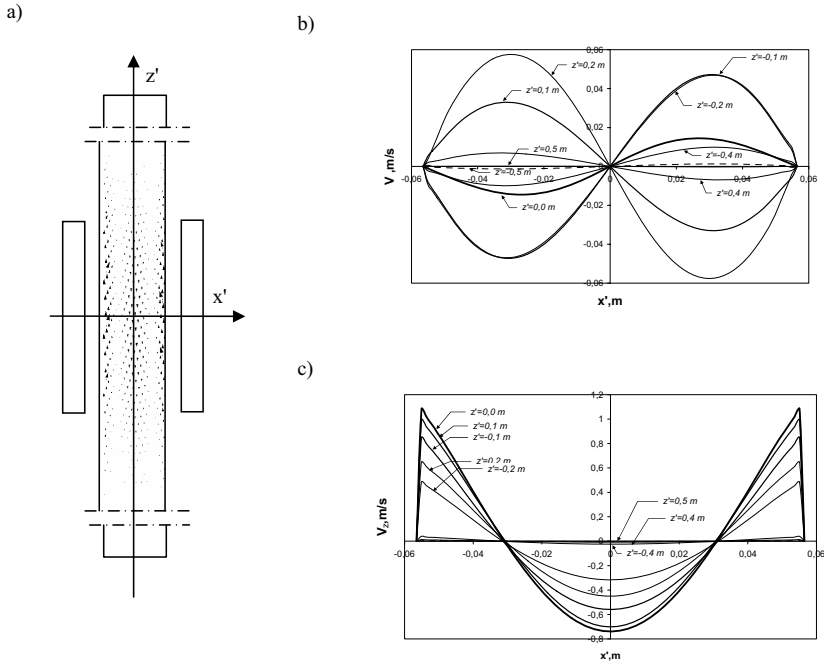 a)
z'
x'
b)
0,06
0,04
0,02
0
-0,02
-0,04
-0,06
-0,06
-0,04
-0,02
0
0,02
0,04
0,06
V ,m/s
x',m
z'=0,2 m
z'=0,1 m
z'=0,5 m
z'=-0,5 m
z'=0,0 m
z'=-0,1 m
z'=-0,2 m
z'=-0,4 m
z'=0,4 m
c)
1,2
1
0,8
0,6
0,4
0,2
0
-0,2
-0,4
-0,6
-0,8
-0,06
-0,04
-0,02
0
0,02
0,04
0,06
Vz,m/s
x',m
z'=0,0 m
z'=0,1 m
z'=-0,1 m
z'=0,2 m
z'=-0,2 m
z'=0,5 m
z'=0,4 m
z'=-0,4 m